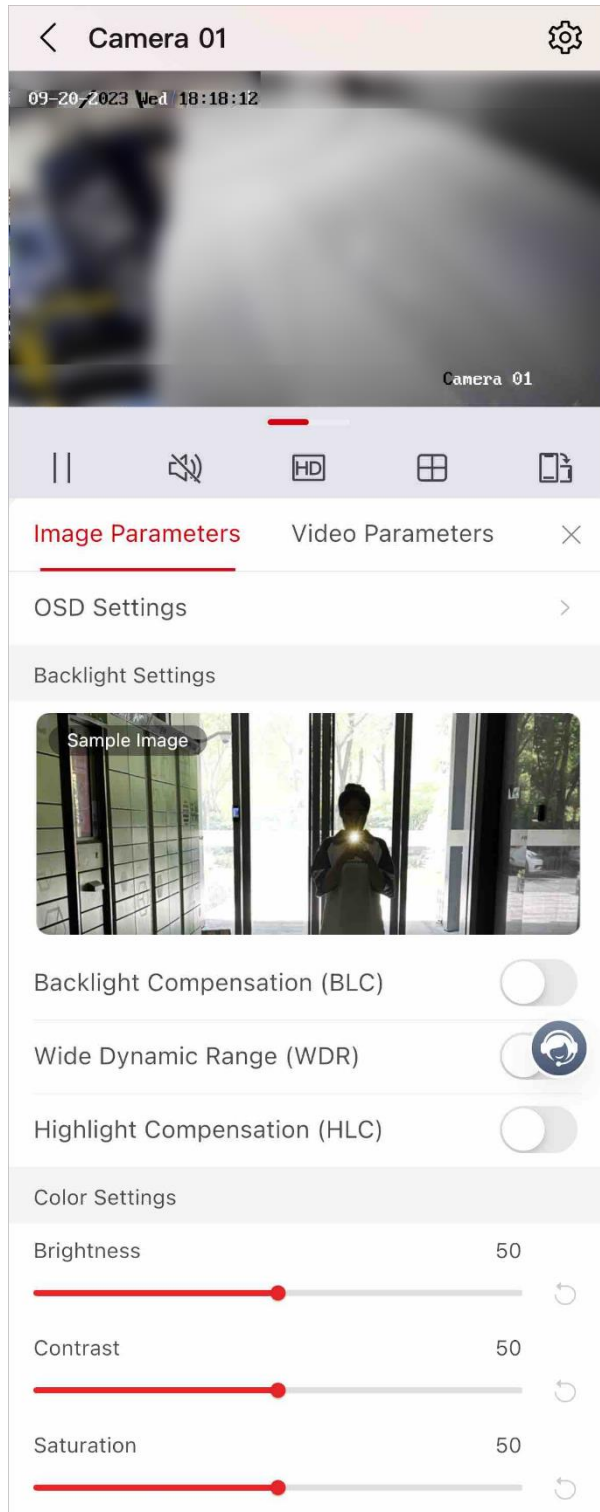 Camera 01
09-20-2023 Wed 18:18:12
Camera 01
HD
Image Parameters
Video Parameters
OSD Settings
Backlight Settings
Sample Image
Backlight Compensation (BLC)
Wide Dynamic Range (WDR)
Highlight Compensation (HLC)
Color Settings
Brightness 50
Contrast 50
Saturation 50